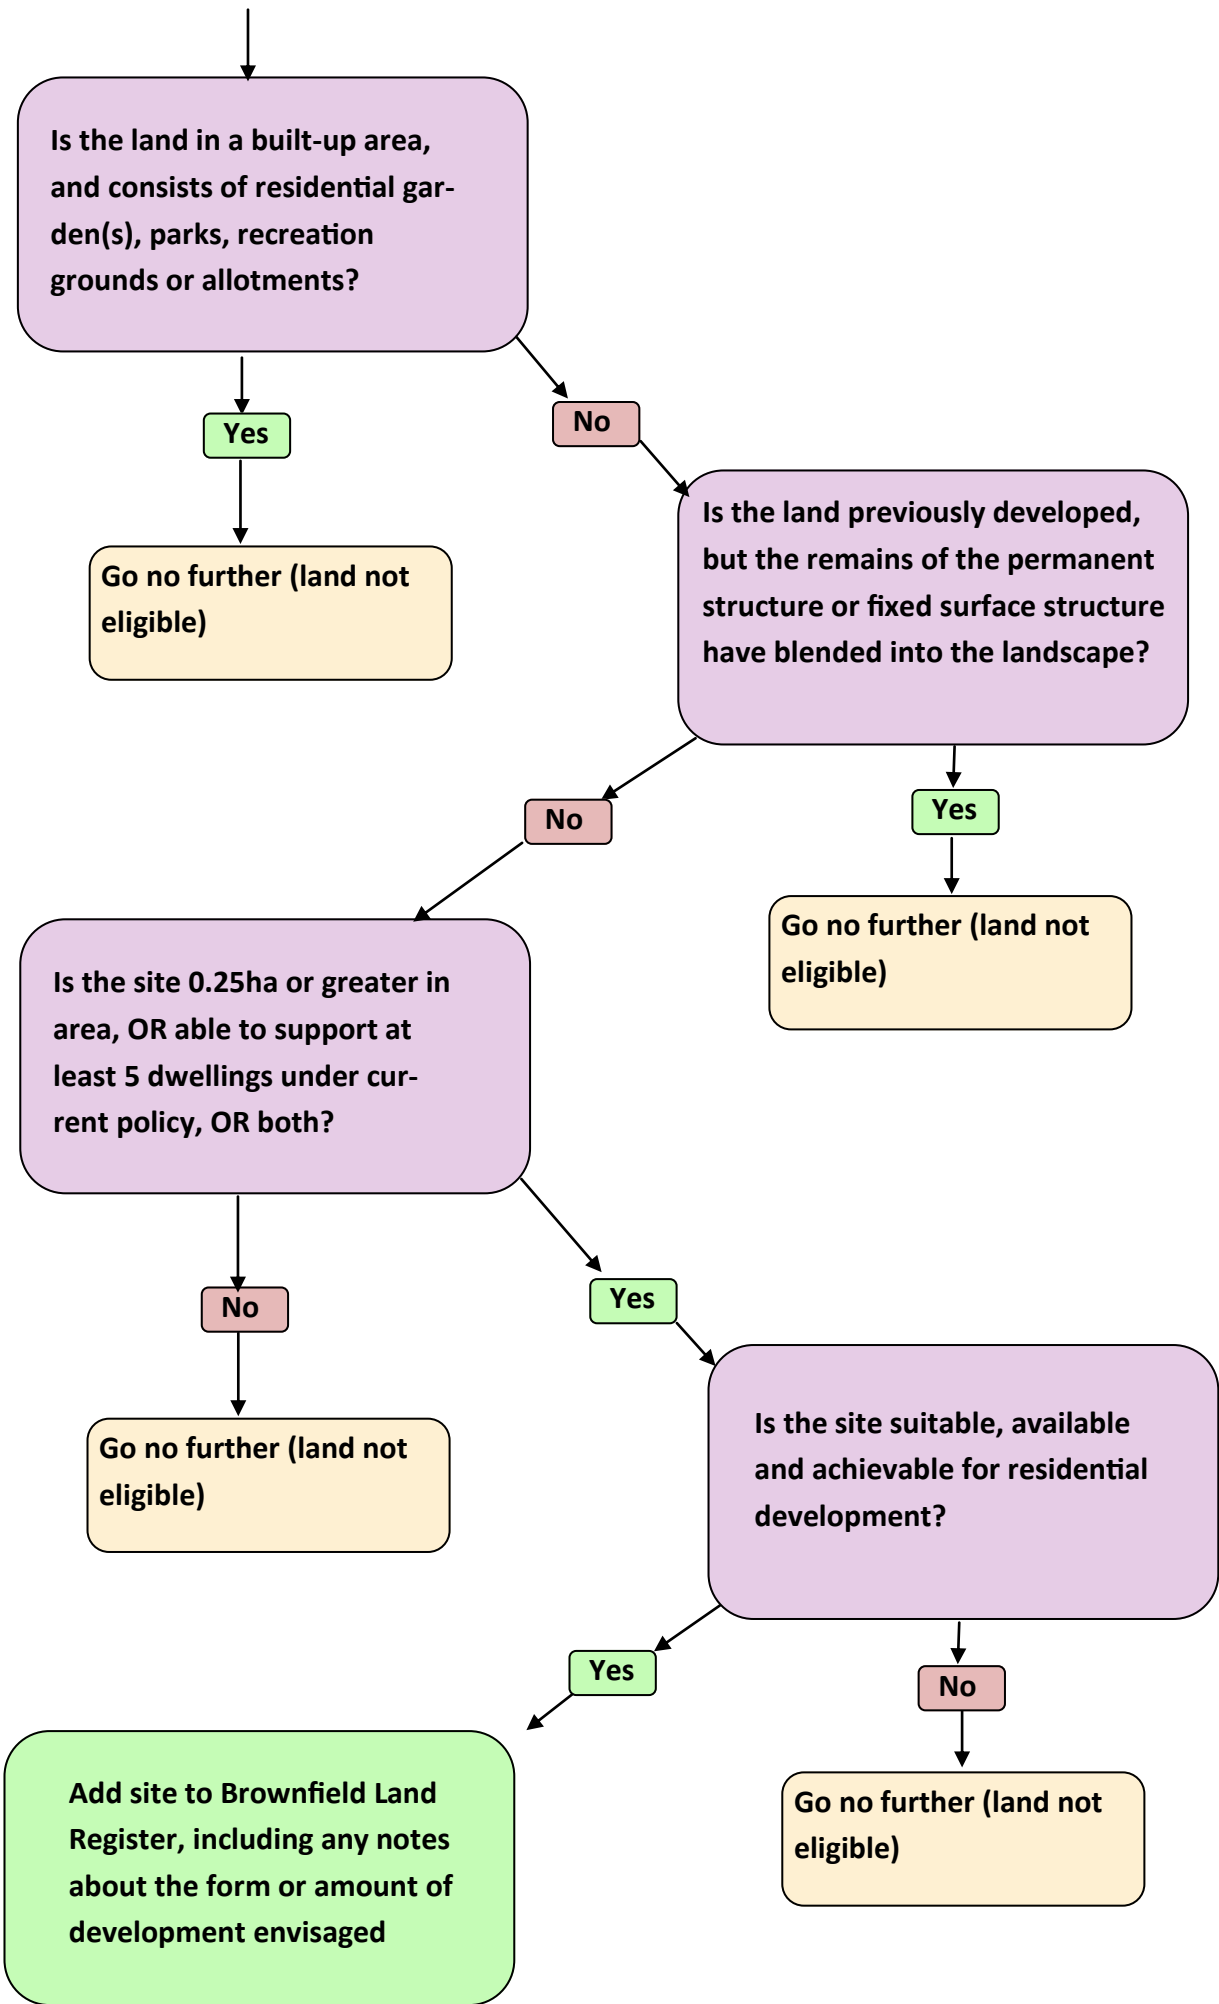 Is the land in a built-up area,
and consists of residential gar-
den(s), parks, recreation
grounds or allotments?
Yes
No
Go no further (land not
eligible)
Is the land previously developed,
but the remains of the permanent
structure or fixed surface structure
have blended into the landscape?
No
Yes
Go no further (land not
eligible)
Is the site 0.25ha or greater in
area, OR able to support at
least 5 dwellings under cur-
rent policy, OR both?
No
Yes
Go no further (land not
eligible)
Is the site suitable, available
and achievable for residential
development?
Yes
No
Add site to Brownfield Land
Register, including any notes
about the form or amount of
development envisaged
Go no further (land not
eligible)